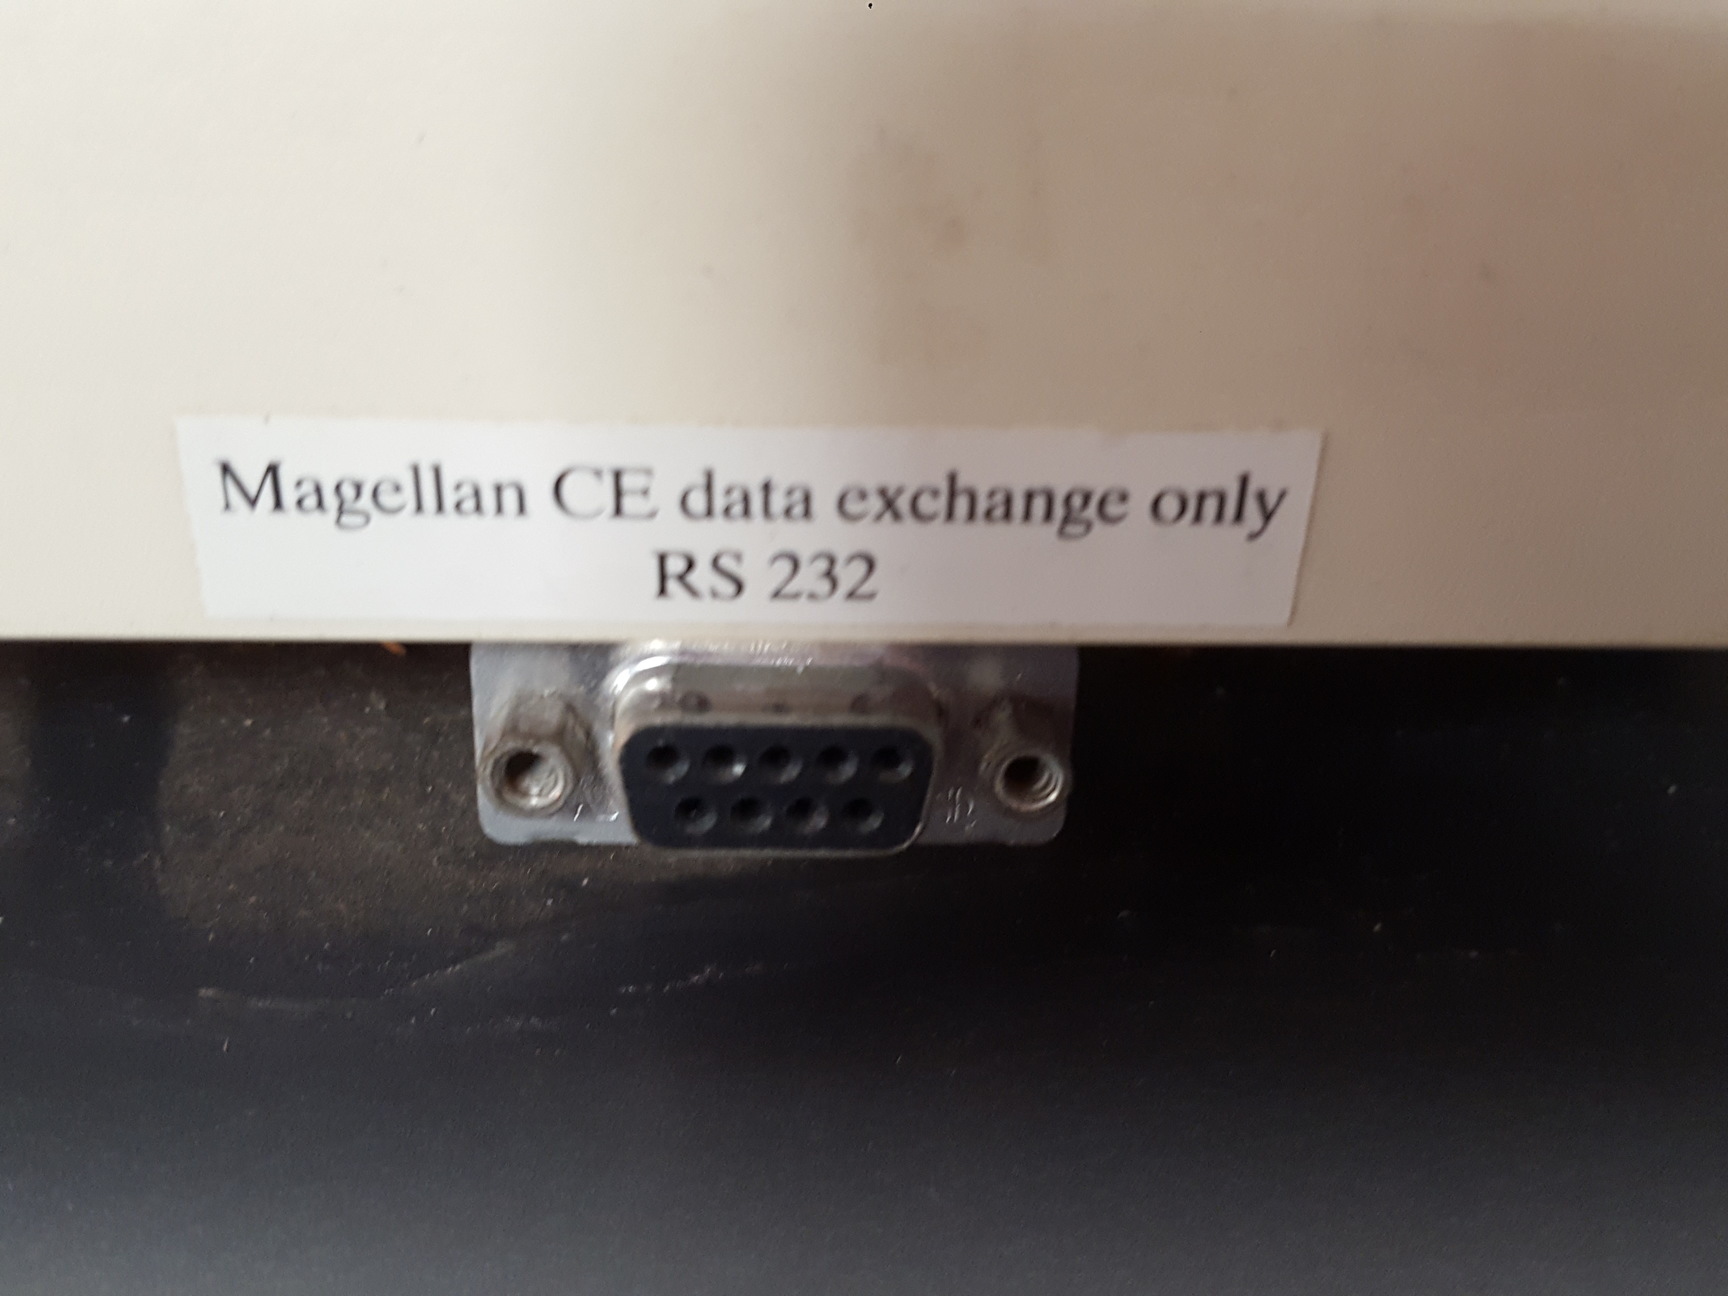 Magellan CE data exchange only
RS 232